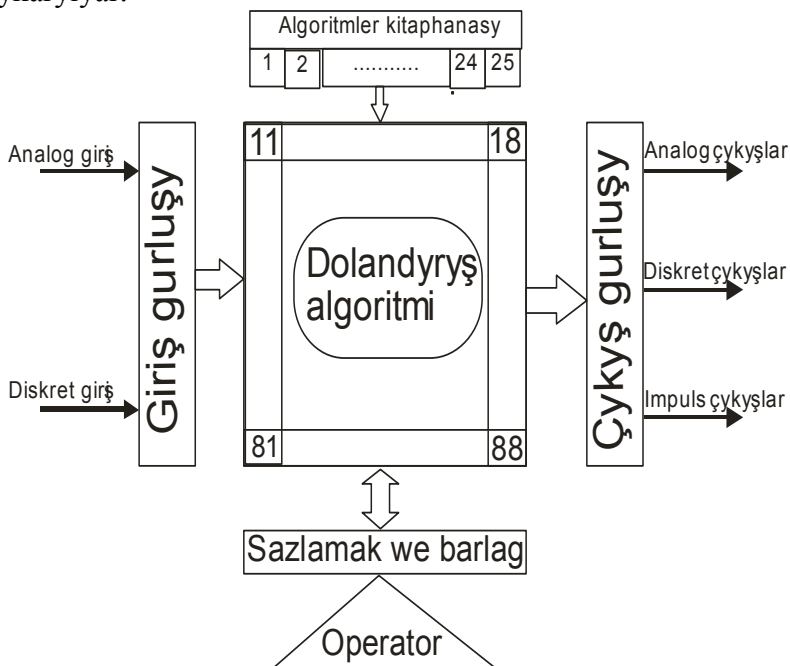 Algoritmler kitaphanasy
1 2 ........... 24 25
11 18
Analog giriş
Giriş gurluşy
Diskret giriş
Dolandyryş
algoritmi
81 88
Çykyş gurluşy
Analog çykyşlar
Diskret çykyşlar
Impuls çykyşlar
Sazlamak we barlag
Operator